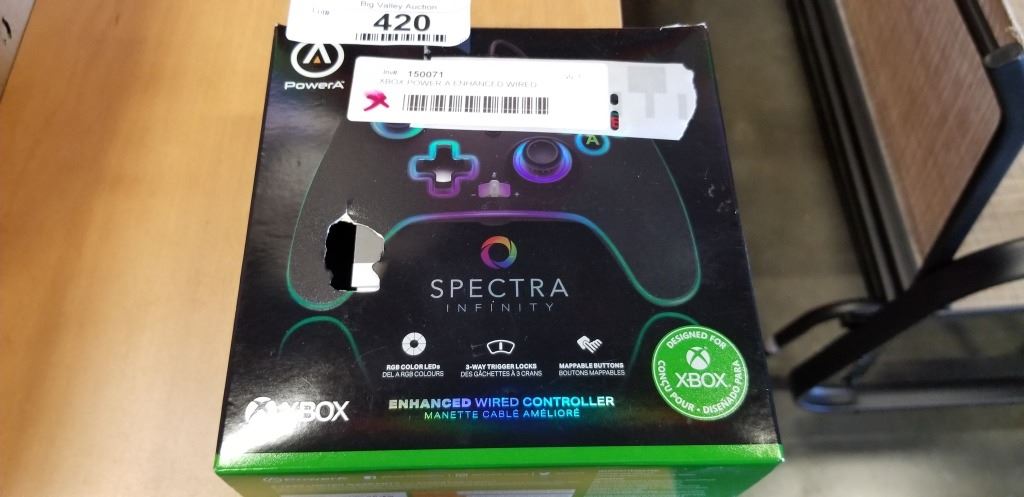 Big Valley Auction
Lot#
420
PowerA
Inv#: 150071
XBOX POWER A ENHANCED WIRED
A
SPECTRA
INFINITY
RGB COLOR LEDs
DEL À RGB COLOURS
3-WAY TRIGGER LOCKS
DES GÂCHETTES À 3 CRANS
MAPPABLE BUTTONS
BOUTONS MAPPABLES
DESIGNED FOR
XBOX
CONÇU POUR · DISEÑADO PARA
XBOX
ENHANCED WIRED CONTROLLER
MANETTE CÂBLÉ AMÉLIORÉ
PowerA